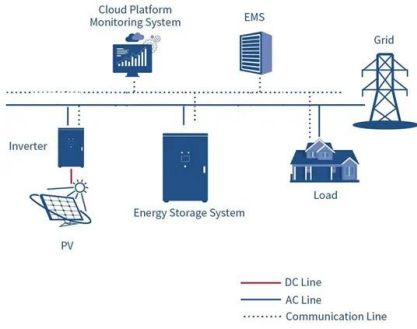 Cloud Platform
Monitoring System
EMS
Grid
Inverter
Energy Storage System
Load
PV
DC Line
AC Line
Communication Line